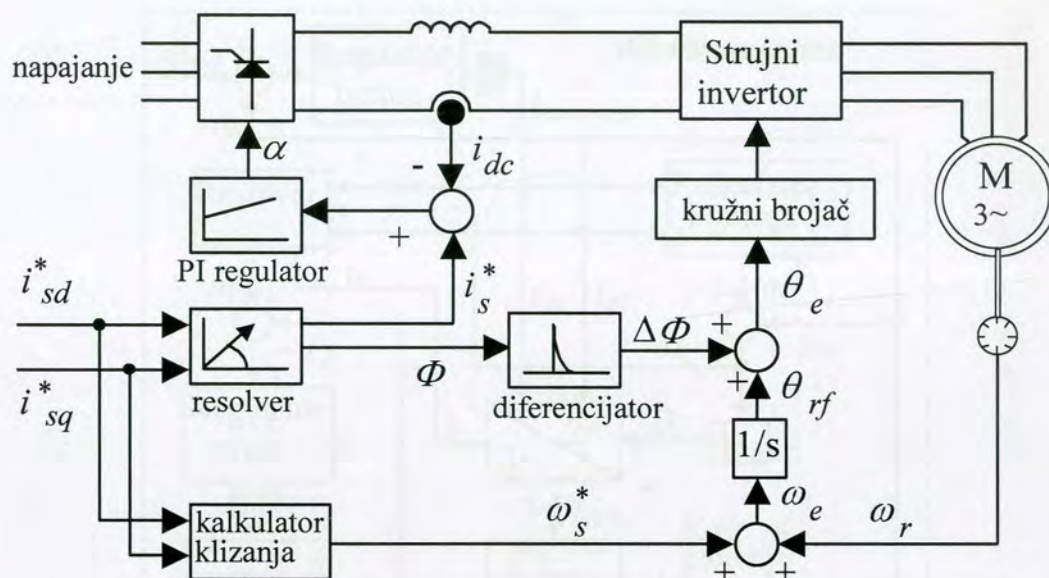 napajanje
Strujni
invertor
α
-
i_dc
M
3~
kružni brojač
+
PI regulator
i*_sd
i*_s
θ_e
+
ΔΦ
Φ
+
i*_sq
resolver
diferencijator
θ_rf
1/s
ω_e
kalkulator
klizanja
ω*_s
ω_r
+
+